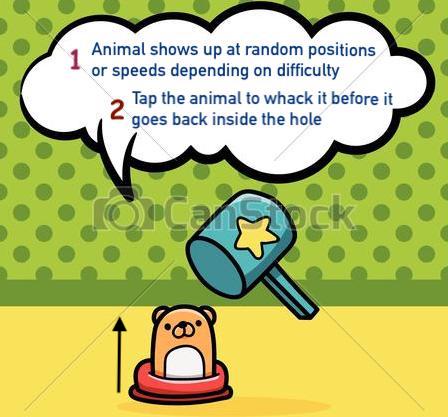 1 Animal shows up at random positions
or speeds depending on difficulty
2 Tap the animal to whack it before it
goes back inside the hole
CanStock